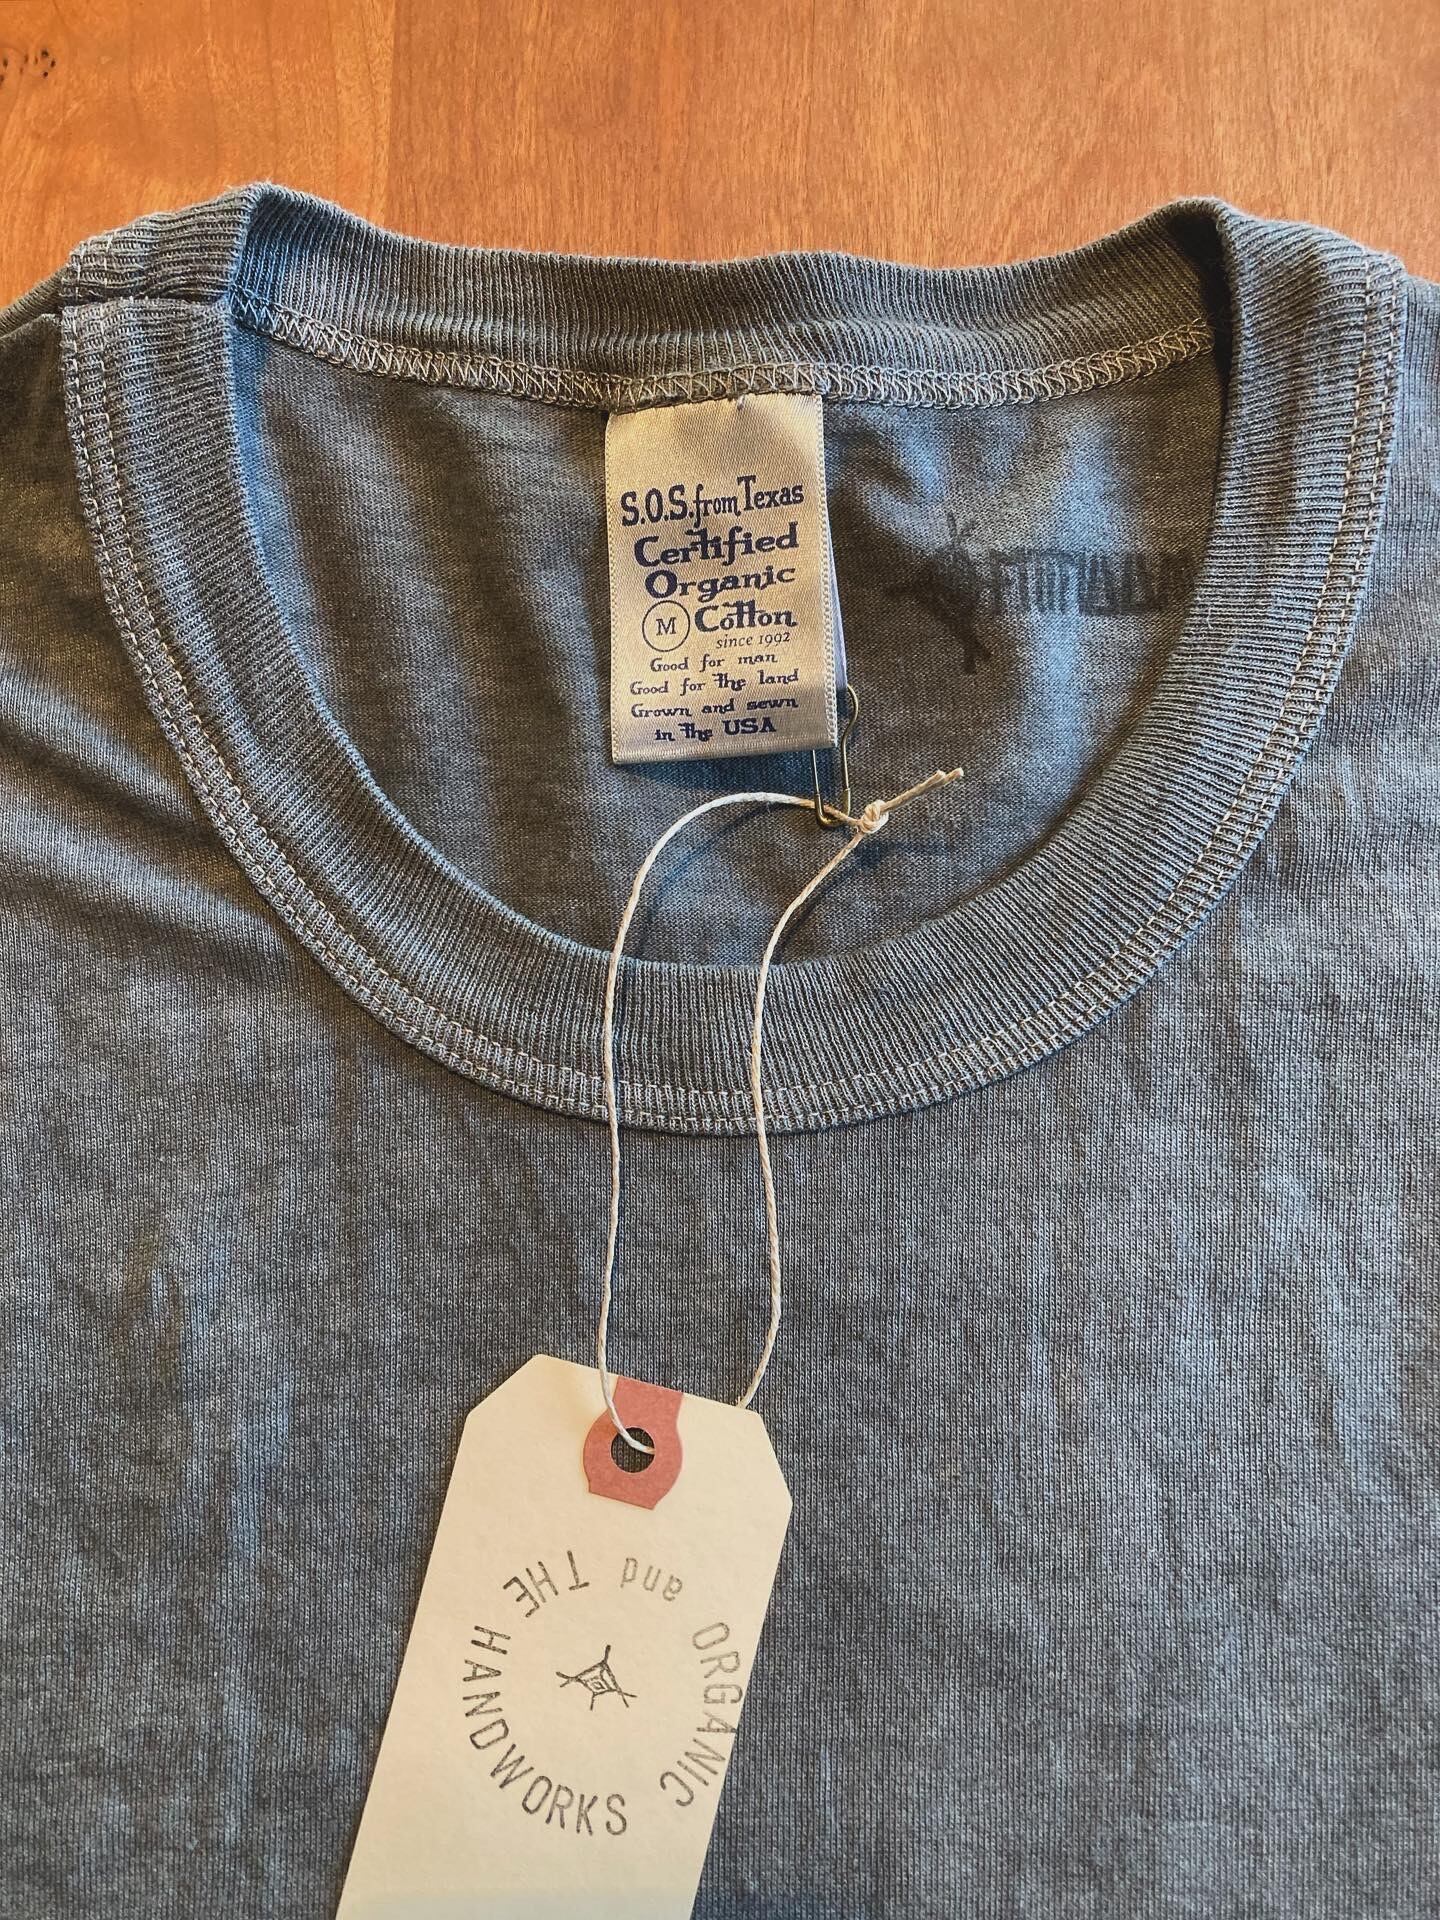 S.O.S. from Texas
Certified
Organic
M Cotton
since 1992
Good for man
Good for the land
Grown and sewn
in the USA
ORGANIC and THE HANDWORKS